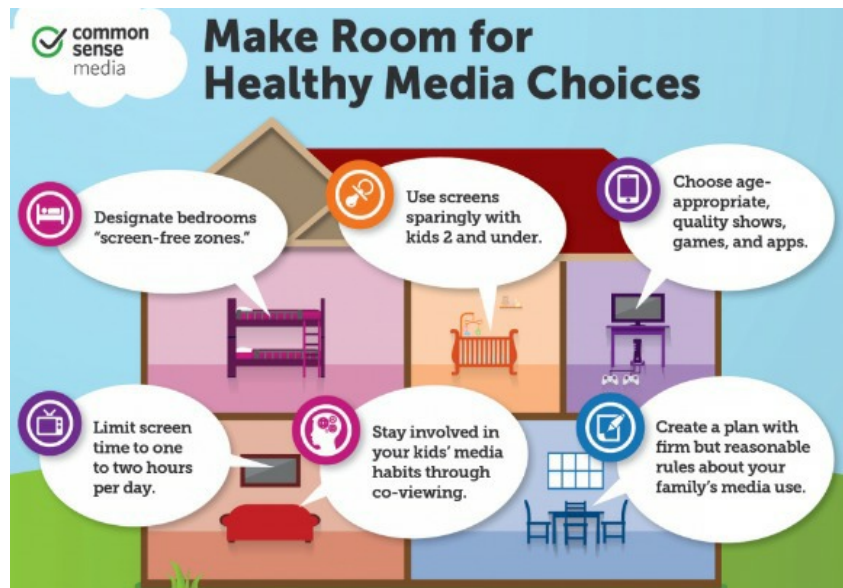 common
sense
media
Make Room for
Healthy Media Choices
Designate bedrooms
“screen-free zones.”
Use screens
sparingly with
kids 2 and under.
Choose age-
appropriate,
quality shows,
games, and apps.
Limit screen
time to one
to two hours
per day.
Stay involved in
your kids’ media
habits through
co-viewing.
Create a plan with
firm but reasonable
rules about your
family’s media use.